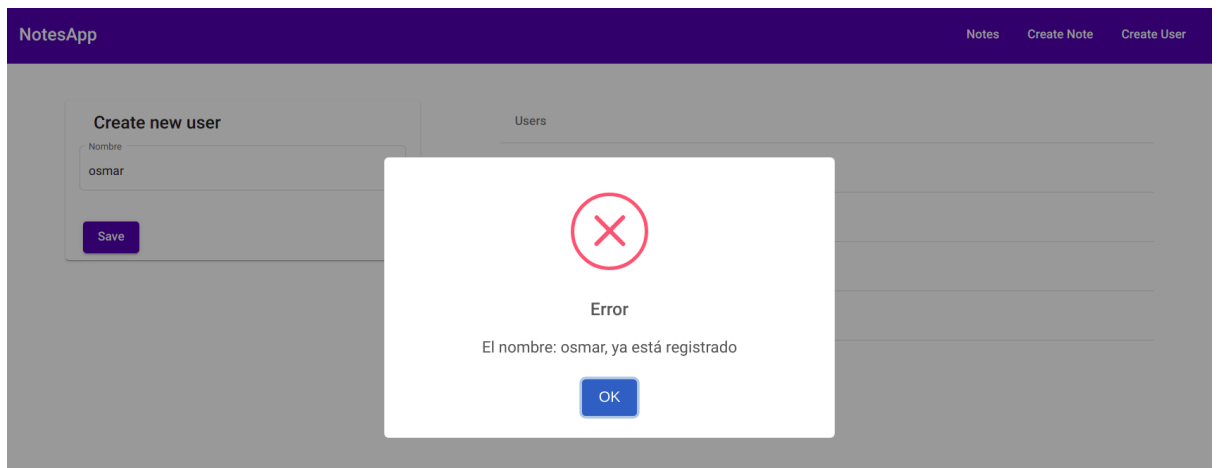 NotesApp
Notes Create Note Create User
Create new user
Nombre
osmar
Save
Users
Error
El nombre: osmar, ya está registrado
OK